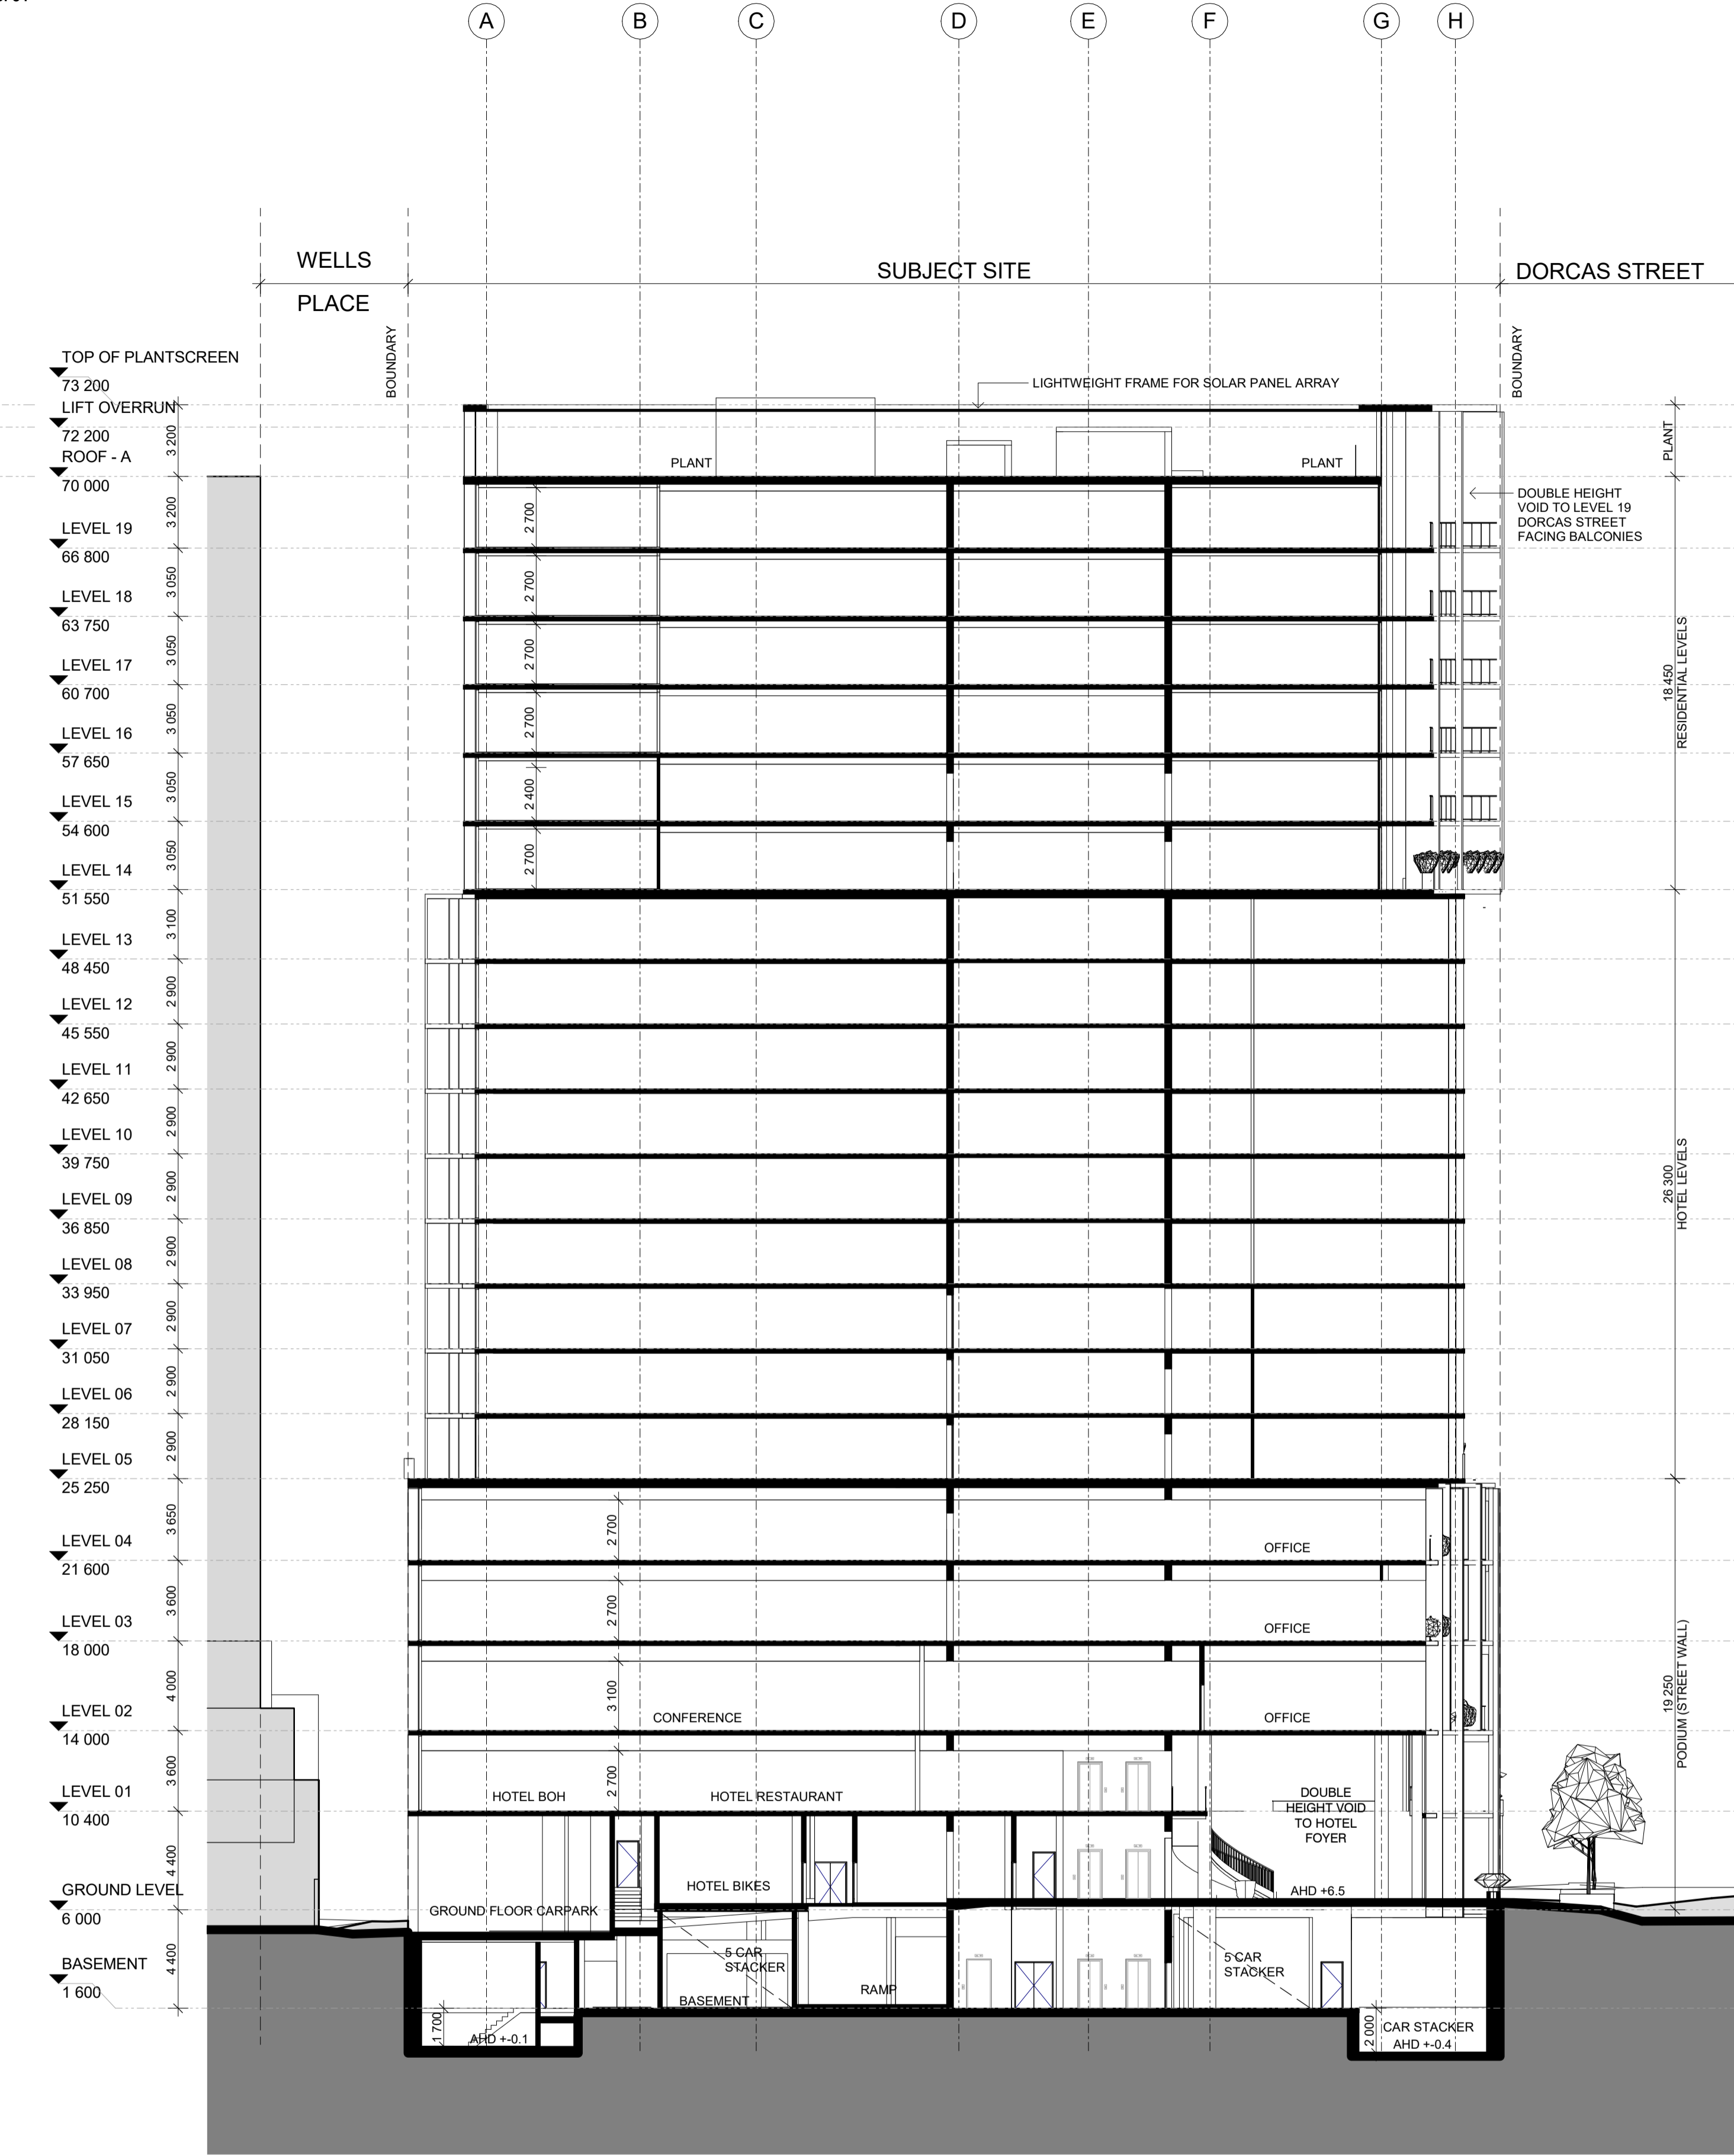 A B C D E F G H
WELLS
PLACE
SUBJECT SITE
DORCAS STREET
BOUNDARY
BOUNDARY
TOP OF PLANTSCREEN
73 200
LIFT OVERRUN
72 200
ROOF - A
70 000
LEVEL 19
66 800
LEVEL 18
63 750
LEVEL 17
60 700
LEVEL 16
57 650
LEVEL 15
54 600
LEVEL 14
51 550
LEVEL 13
48 450
LEVEL 12
45 550
LEVEL 11
42 650
LEVEL 10
39 750
LEVEL 09
36 850
LEVEL 08
33 950
LEVEL 07
31 050
LEVEL 06
28 150
LEVEL 05
25 250
LEVEL 04
21 600
LEVEL 03
18 000
LEVEL 02
14 000
LEVEL 01
10 400
GROUND LEVEL
6 000
BASEMENT
1 600
3 200
3 200
3 050
3 050
3 050
3 050
3 050
3 100
2 900
2 900
2 900
2 900
2 900
2 900
2 900
2 900
3 650
3 600
4 000
3 600
4 400
4 400
LIGHTWEIGHT FRAME FOR SOLAR PANEL ARRAY
PLANT
PLANT
2 700
2 700
2 700
2 700
2 400
2 700
DOUBLE HEIGHT
VOID TO LEVEL 19
DORCAS STREET
FACING BALCONIES
PLANT
18 450
RESIDENTIAL LEVELS
26 300
HOTEL LEVELS
19 250
PODIUM (STREET WALL)
2 700
OFFICE
2 700
OFFICE
3 100
CONFERENCE
OFFICE
2 700
HOTEL BOH
HOTEL RESTAURANT
DOUBLE
HEIGHT VOID
TO HOTEL
FOYER
HOTEL BIKES
AHD +6.5
GROUND FLOOR CARPARK
5 CAR
STACKER
BASEMENT
RAMP
5 CAR
STACKER
1 700
AHD +-0.1
2 000
CAR STACKER
AHD +-0.4